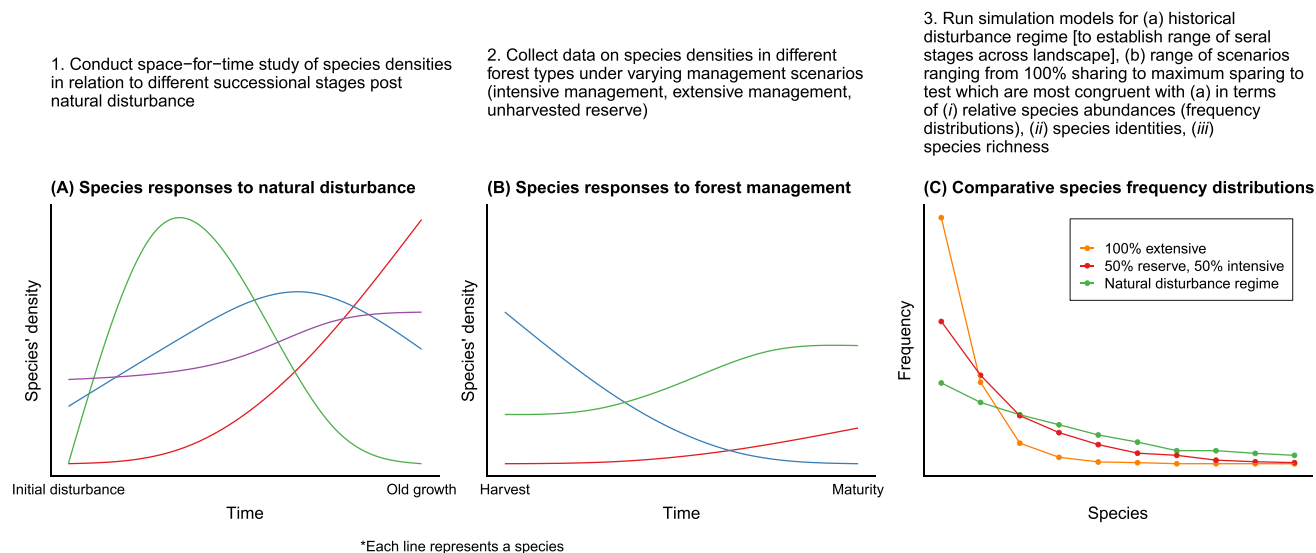 1. Conduct space−for−time study of species densities
in relation to different successional stages post
natural disturbance
2. Collect data on species densities in different
forest types under varying management scenarios
(intensive management, extensive management,
unharvested reserve)
3. Run simulation models for (a) historical
disturbance regime [to establish range of seral
stages across landscape], (b) range of scenarios
ranging from 100% sharing to maximum sparing to
test which are most congruent with (a) in terms
of (i) relative species abundances (frequency
distributions), (ii) species identities, (iii)
species richness
(A) Species responses to natural disturbance
Species' density
Initial disturbance
Old growth
Time
(B) Species responses to forest management
Species' density
Harvest
Maturity
Time
(C) Comparative species frequency distributions
100% extensive
50% reserve, 50% intensive
Natural disturbance regime
Frequency
Species
*Each line represents a species